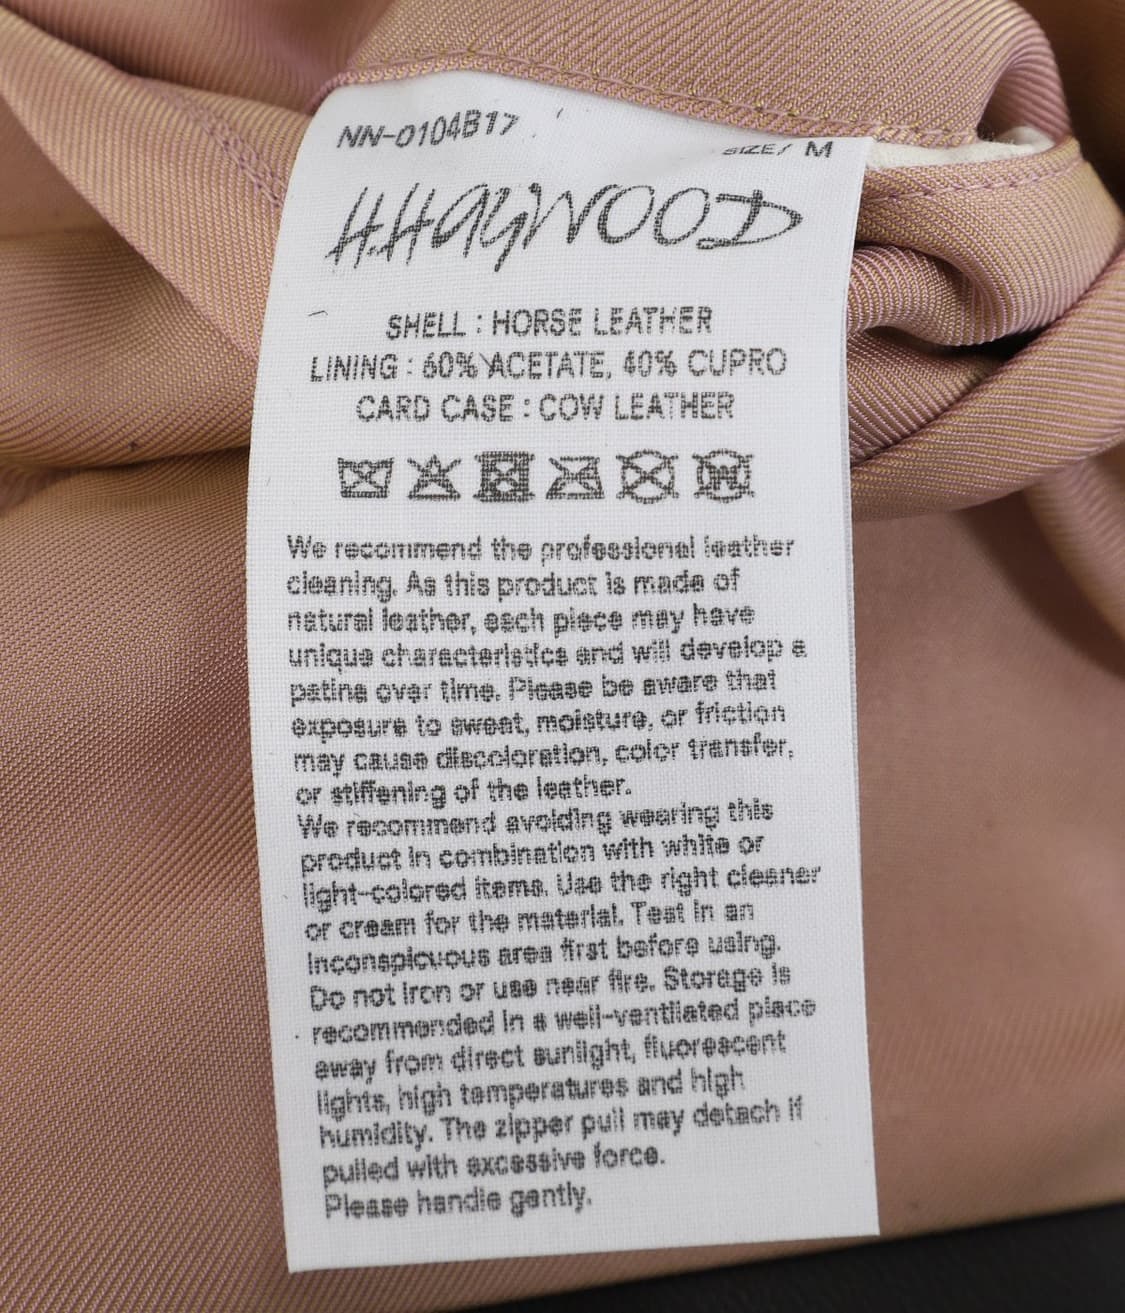 NN-0104B17
SIZE / M
H.HAyWOOD
SHELL : HORSE LEATHER
LINING : 60% ACETATE, 40% CUPRO
CARD CASE : COW LEATHER
We recommend the professional leather
cleaning. As this product is made of
natural leather, each piece may have
unique characteristics and will develop a
patina over time. Please be aware that
exposure to sweat, moisture, or friction
may cause discoloration, color transfer,
or stiffening of the leather.
We recommend avoiding wearing this
product in combination with white or
light-colored items. Use the right cleaner
or cream for the material. Test in an
inconspicuous area first before using.
Do not iron or use near fire. Storage is
recommended in a well-ventilated place
away from direct sunlight, fluorescent
lights, high temperatures and high
humidity. The zipper pull may detach if
pulled with excessive force.
Please handle gently.